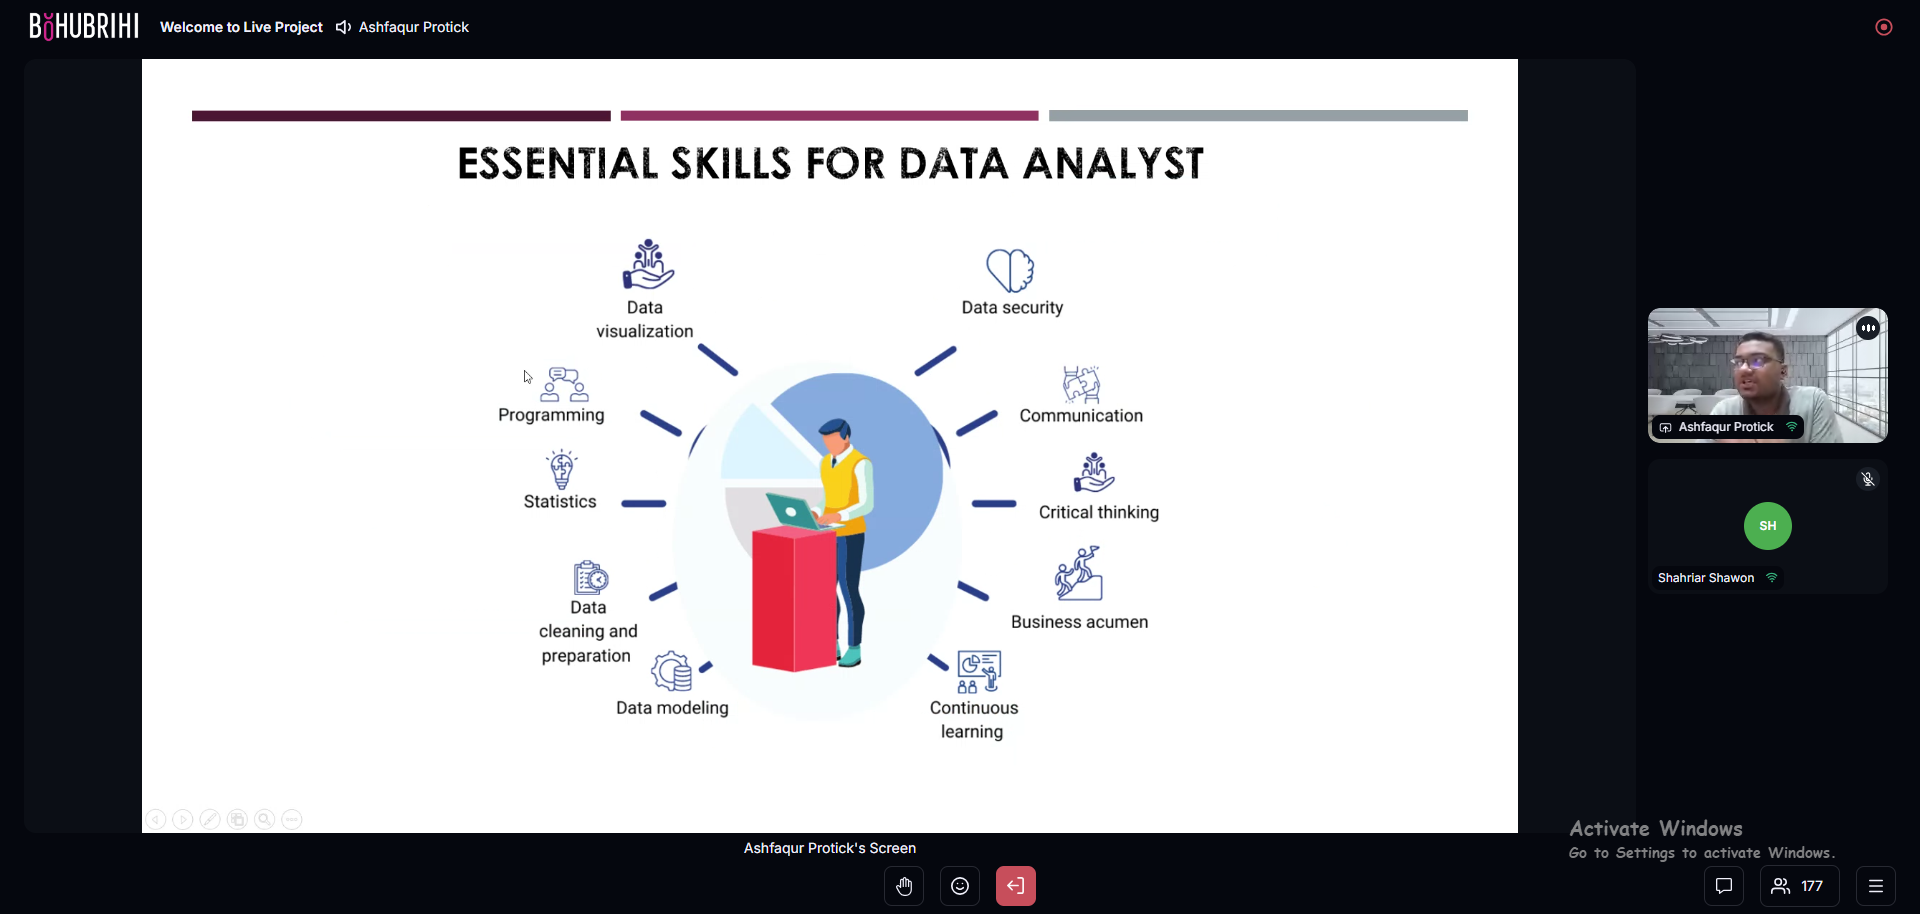 BOHUBRIHI
Welcome to Live Project Ashfaqur Protick
ESSENTIAL SKILLS FOR DATA ANALYST
Data
visualization
Data security
Programming
Communication
Statistics
Critical thinking
Data
cleaning and
preparation
Business acumen
Data modeling
Continuous
learning
Ashfaqur Protick
SH
Shahriar Shawon
Activate Windows
Go to Settings to activate Windows.
Ashfaqur Protick's Screen
177